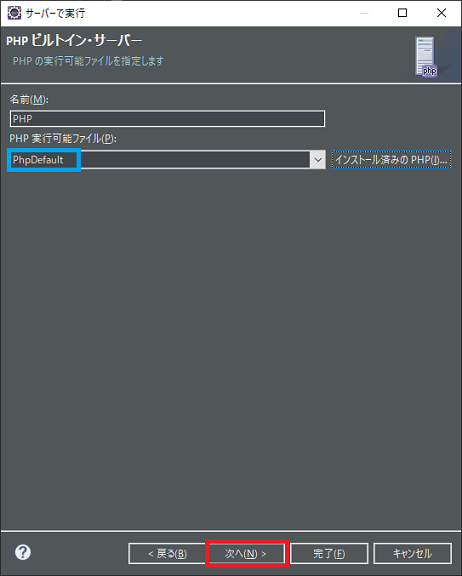 サーバーで実行
PHP ビルトイン・サーバー
PHP の実行可能ファイルを指定します
php
名前(M):
PHP
PHP 実行可能ファイル(P):
PhpDefault
インストール済みの PHP(I)...
?
< 戻る(B)
次へ(N) >
完了(F)
キャンセル